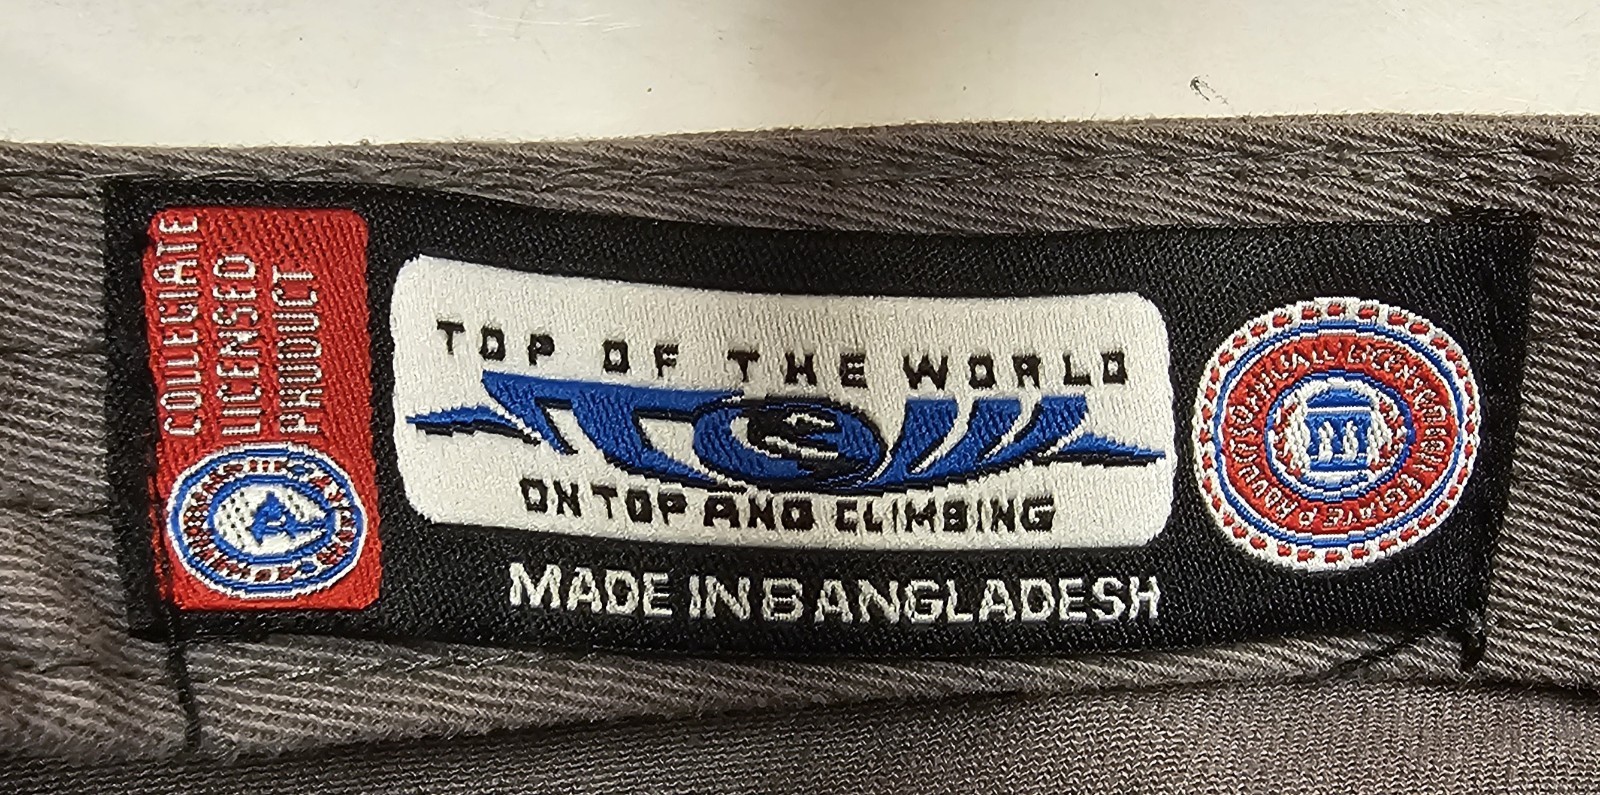 COLLEGIATE
LICENSED
PRODUCT
TOP OF THE WORLD
TOW
ON TOP AND CLIMBING
MADE IN BANGLADESH